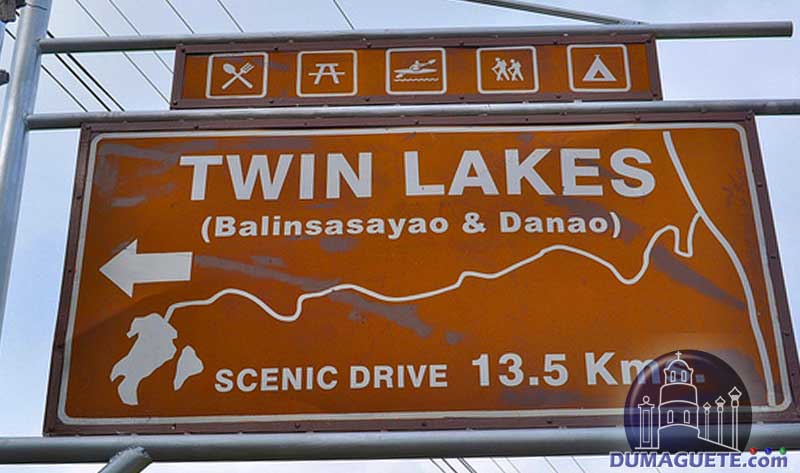 TWIN LAKES
(Balinsasayao & Danao)
SCENIC DRIVE 13.5 Km
DUMAGUETE.com